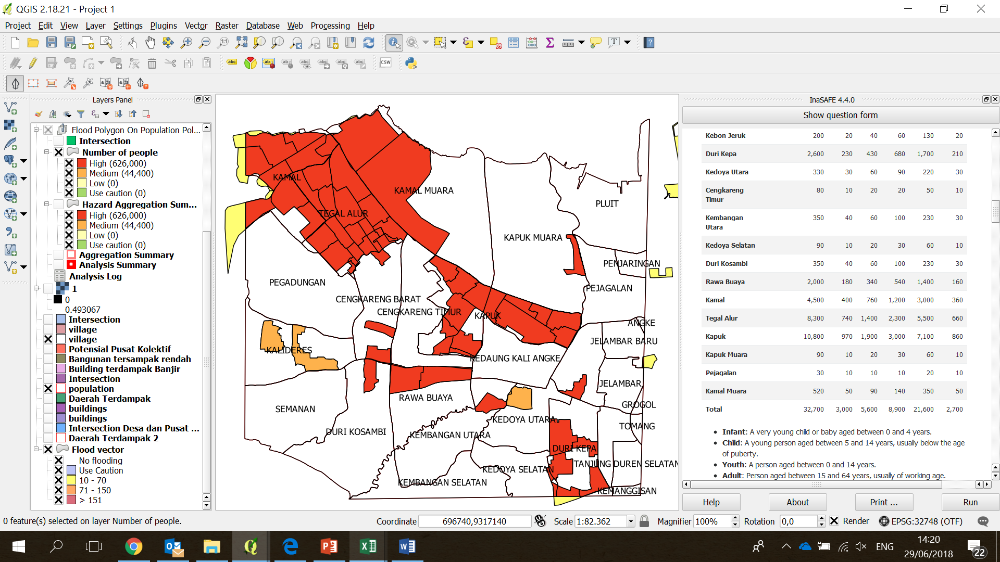 QGIS 2.18.21 - Project 1
Project Edit View Layer Settings Plugins Vector Raster Database Web Processing Help
Layers Panel
Flood Polygon On Population Pol...
Intersection
Number of people
High (626,000)
Medium (44,400)
Low (0)
Use caution (0)
Hazard Aggregation Sum...
High (626,000)
Medium (44,400)
Low (0)
Use caution (0)
Aggregation Summary
Analysis Summary
Analysis Log
1
0
0.493067
Intersection
village
village
Potensial Pusat Kolektif
Bangunan tersampak rendah
Building terdampak Banjir
Intersection
population
Daerah Terdampak
buildings
buildings
Intersection Desa dan Pusat ...
Daerah Terdampak 2
Flood vector
No flooding
Use Caution
10 - 70
71 - 150
> 151
KAMAL
KAMAL MUARA
PLUIT
TEGAL ALUR
KAPUK MUARA
PENJARINGAN
PEGADUNGAN
PEJAGALAN
CENGKARENG BARAT
CENGKARENG TIMUR
KAPUK
ANGKE
JELAMBAR BARU
KALIDERES
KEDAUNG KALI ANGKE
JELAMBAR
RAWA BUAYA
GROGOL
SEMANAN
KEDOYA UTARA
TOMANG
DURI KOSAMBI
KEMBANGAN UTARA
DURI KEPA
TANJUNG DUREN SELATAN
KEDOYA SELATAN
KEMBANGAN SELATAN
KEMANGGISAN
InaSAFE 4.4.0
Show question form
Kebon Jeruk 200 20 40 60 130 20
Duri Kepa 2,600 230 430 680 1,700 210
Kedoya Utara 330 30 60 90 220 30
Cengkareng 80 10 20 20 50 10
Timur
Kembangan 350 40 60 100 230 30
Utara
Kedoya Selatan 90 10 20 30 60 10
Duri Kosambi 350 40 60 100 230 30
Rawa Buaya 2,000 180 340 540 1,400 160
Kamal 4,500 400 760 1,200 3,000 360
Tegal Alur 8,300 740 1,400 2,300 5,500 660
Kapuk 10,800 970 1,900 3,000 7,100 860
Kapuk Muara 90 10 20 30 60 10
Pejagalan 30 10 10 10 20 10
Kamal Muara 520 50 90 140 350 50
Total 32,700 3,000 5,600 8,900 21,600 2,700
• Infant: A very young child or baby aged between 0 and 4 years.
• Child: A young person aged between 5 and 14 years, usually below the age
of puberty.
• Youth: A person aged between 0 and 14 years.
• Adult: Person aged between 15 and 64 years, usually of working age.
Help About Print ... Run
0 feature(s) selected on layer Number of people.
Coordinate 696740,9317140 Scale 1:82.362 Magnifier 100% Rotation 0,0 Render EPSG:32748 (OTF)
ENG
14:20
29/06/2018
22